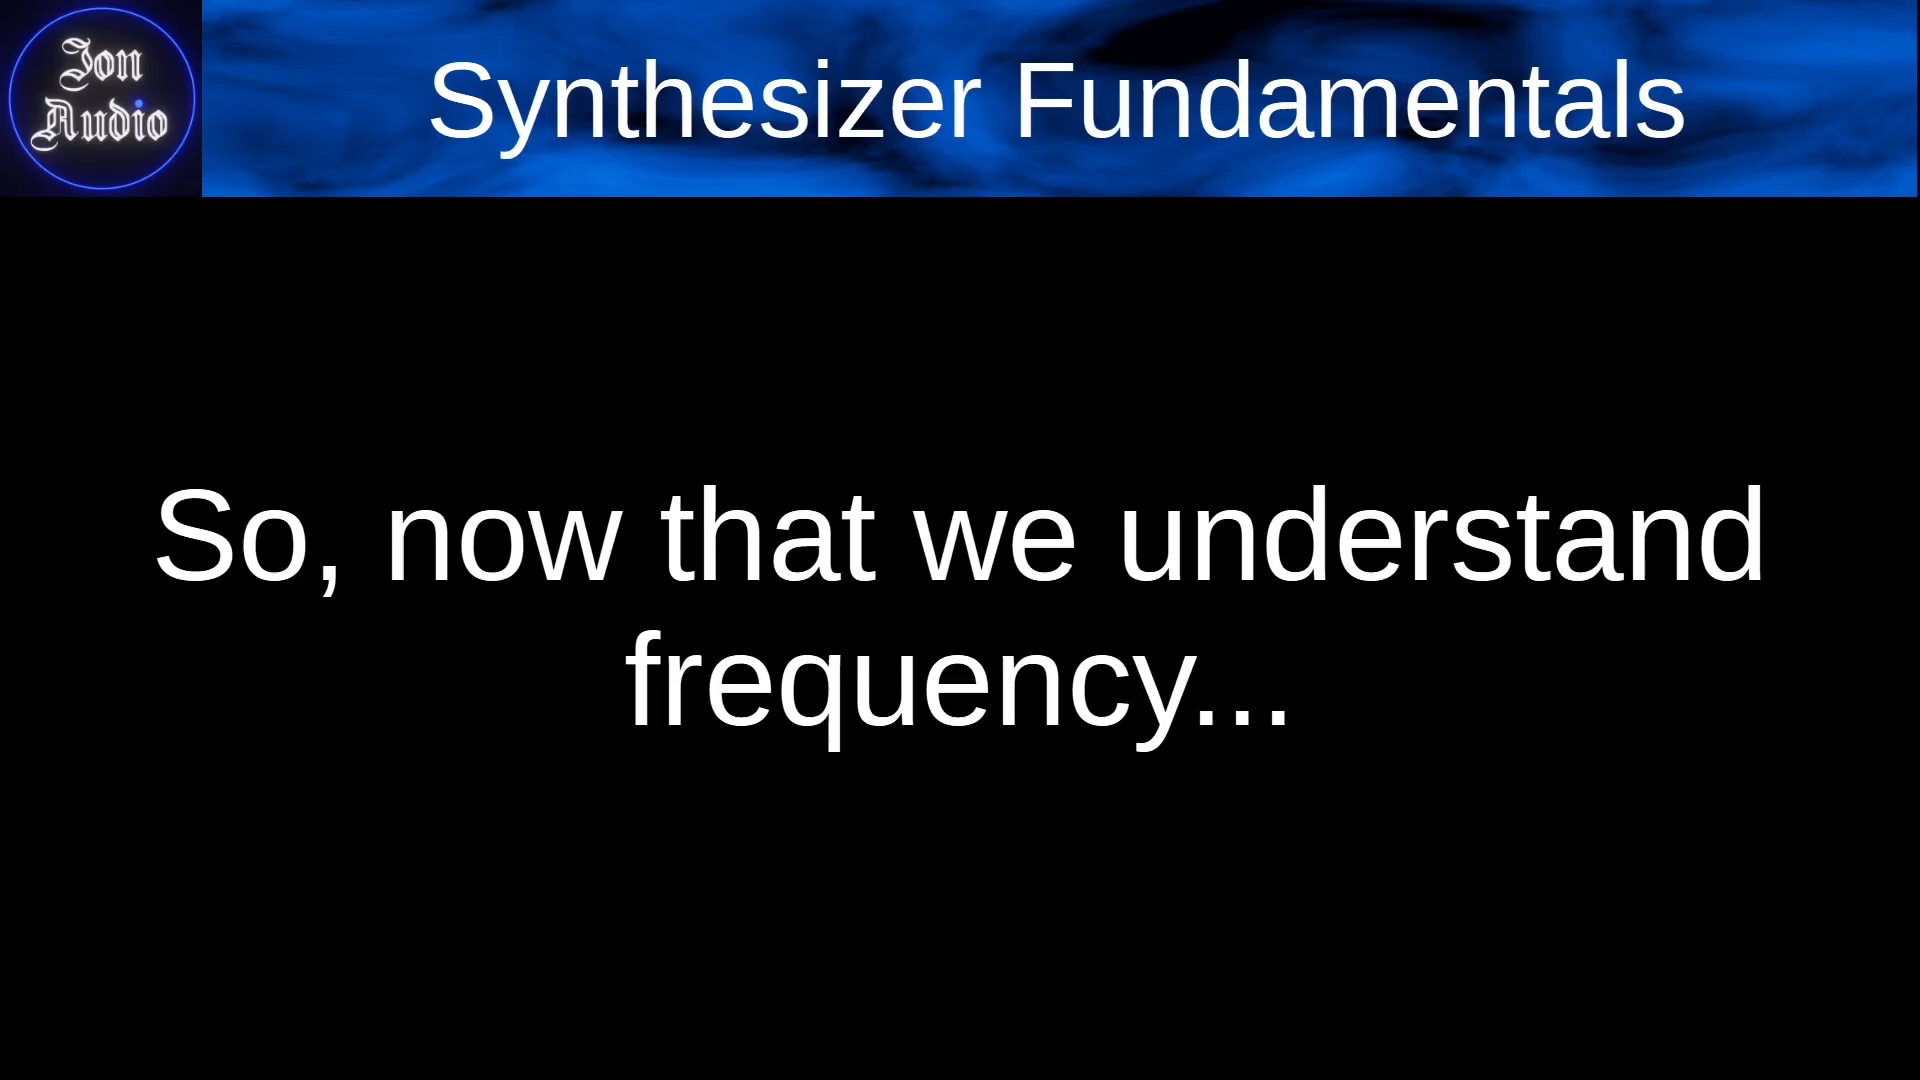 Jon
Audio
Synthesizer Fundamentals
So, now that we understand
frequency...